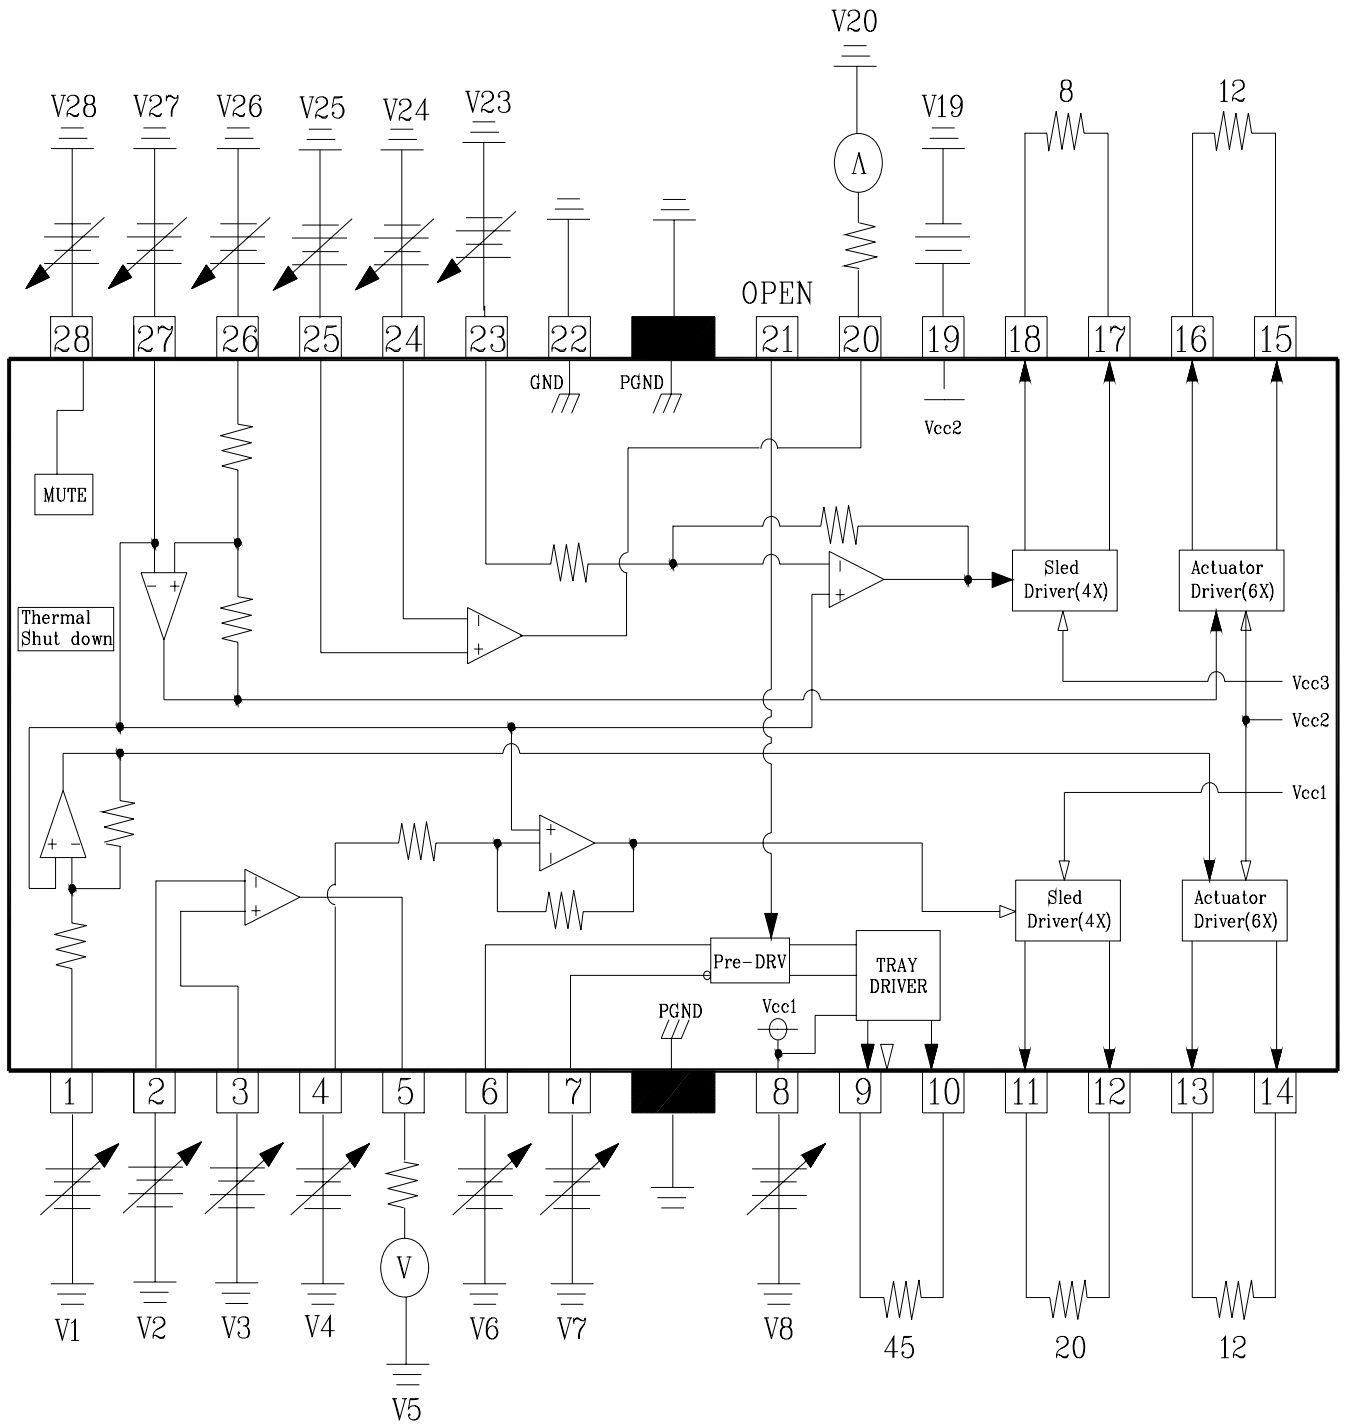 V20
V28 V27 V26 V25 V24 V23 V19 8 12
Λ
OPEN
28 27 26 25 24 23 22 21 20 19 18 17 16 15
GND PGND
Vcc2
MUTE
- +
Thermal
Shut down
-
+
-
+
Sled
Driver(4X)
Actuator
Driver(6X)
Vcc3
Vcc2
Vcc1
+ -
+
-
-
+
Sled
Driver(4X)
Actuator
Driver(6X)
Pre-DRV
TRAY
DRIVER
PGND
Vcc1
1 2 3 4 5 6 7 8 9 10 11 12 13 14
V
V1 V2 V3 V4 V6 V7 V8 45 20 12
V5